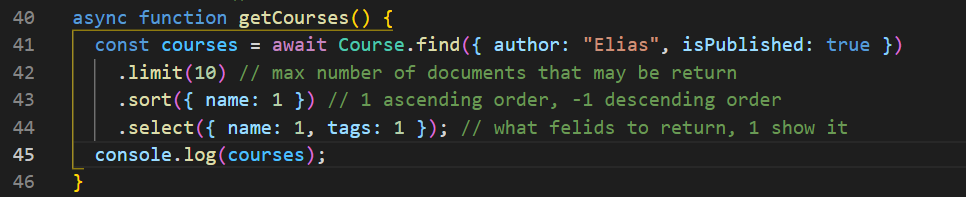 40 async function getCourses() {
41 const courses = await Course.find({ author: "Elias", isPublished: true })
42 .limit(10) // max number of documents that may be return
43 .sort({ name: 1 }) // 1 ascending order, -1 descending order
44 .select({ name: 1, tags: 1 }); // what felids to return, 1 show it
45 console.log(courses);
46 }